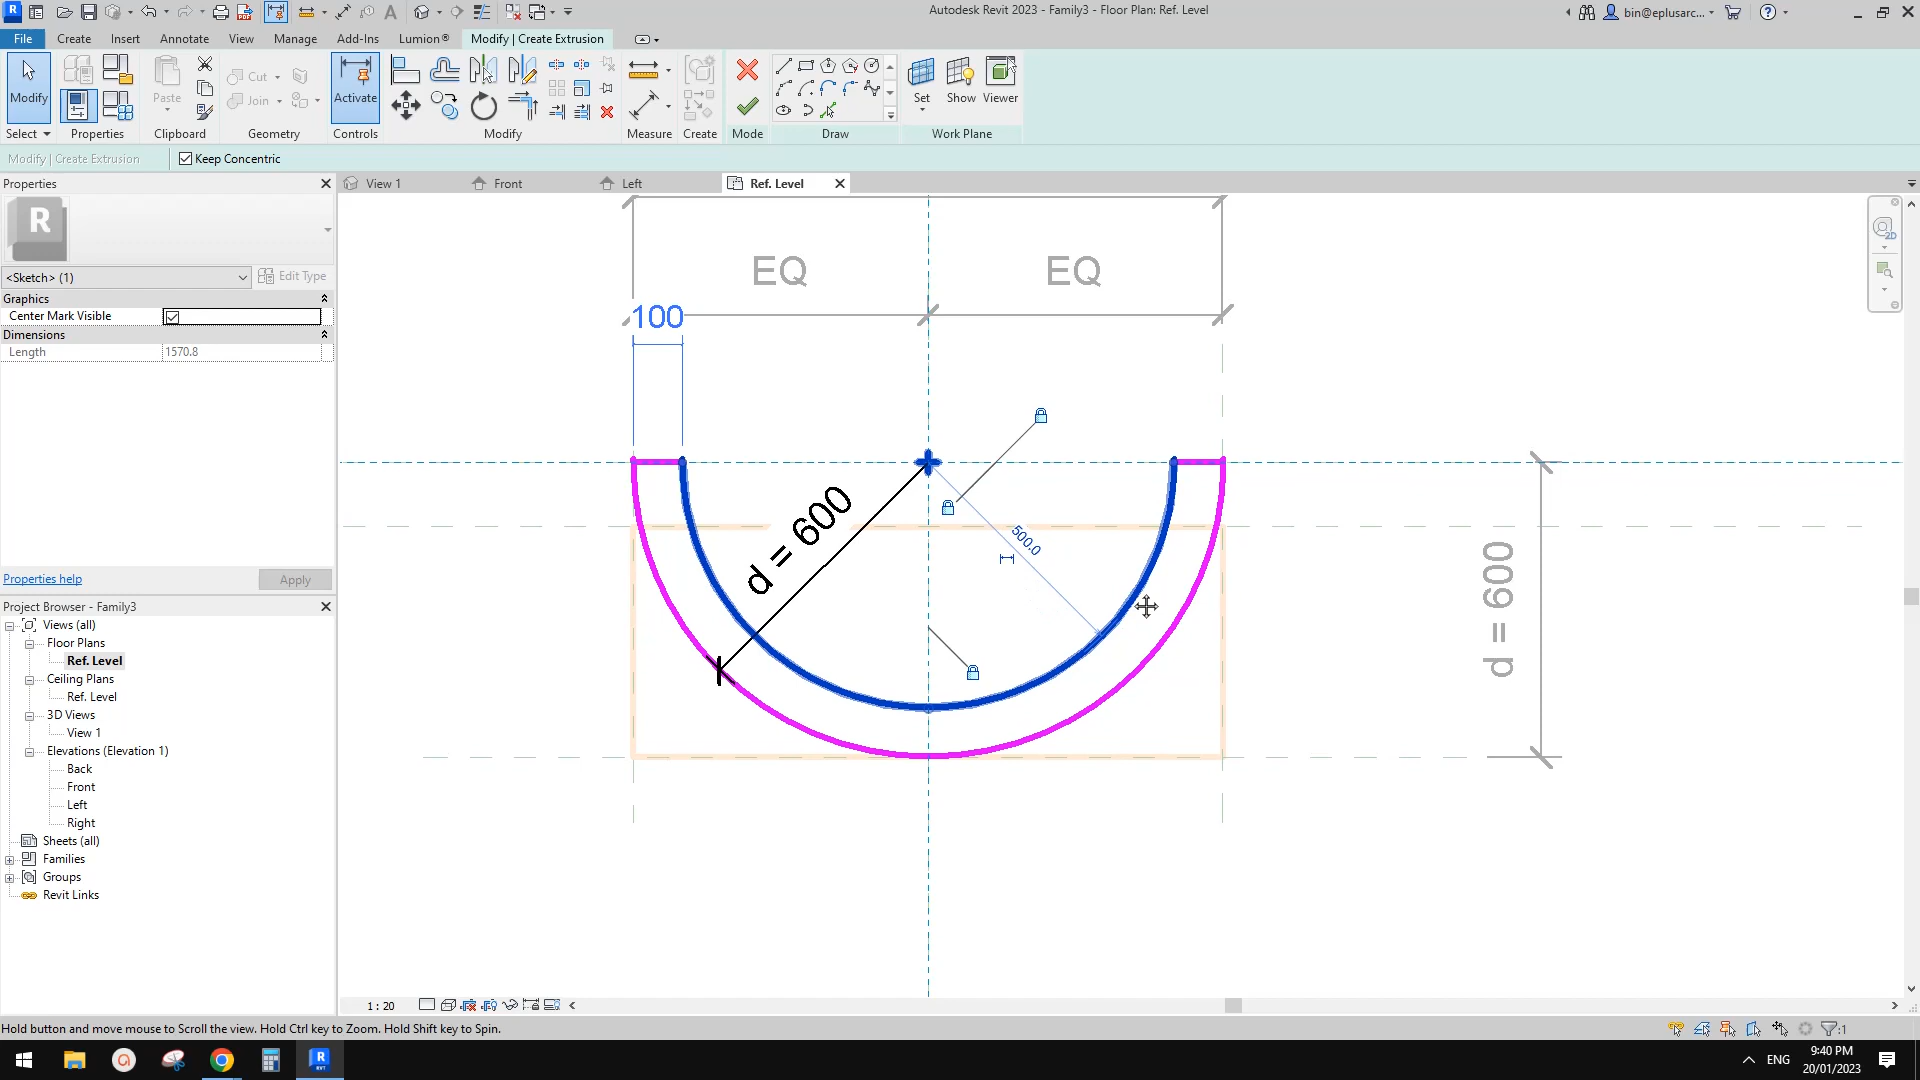 Autodesk Revit 2023 - Family3 - Floor Plan: Ref. Level
bin@eplusarc...
File Create Insert Annotate View Manage Add-Ins Lumion® Modify | Create Extrusion
Modify Paste Cut Join Activate Set Show Viewer
Select Properties Clipboard Geometry Controls Modify Measure Create Mode Draw Work Plane
Modify | Create Extrusion Keep Concentric
Properties View 1 Front Left Ref. Level
R
<Sketch> (1) Edit Type
Graphics
Center Mark Visible
Dimensions
Length 1570.8
Properties help Apply
Project Browser - Family3
Views (all)
Floor Plans
Ref. Level
Ceiling Plans
Ref. Level
3D Views
View 1
Elevations (Elevation 1)
Back
Front
Left
Right
Sheets (all)
Families
Groups
Revit Links
EQ EQ
100
d = 600
500.0
d = 600
2D
1 : 20
Hold button and move mouse to Scroll the view. Hold Ctrl key to Zoom. Hold Shift key to Spin.
:1
ENG
9:40 PM
20/01/2023